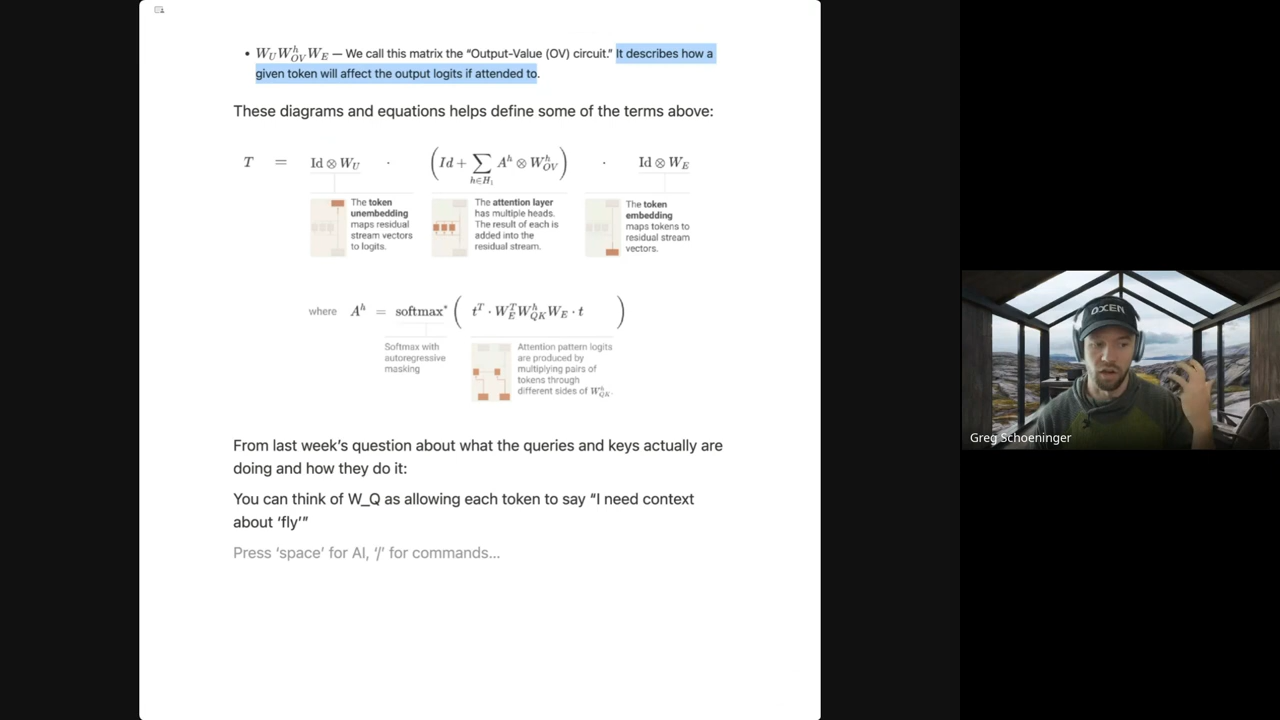 • W_U W^h_OV W_E — We call this matrix the “Output-Value (OV) circuit.” It describes how a
given token will affect the output logits if attended to.
These diagrams and equations helps define some of the terms above:
T = Id ⊗ W_U · (Id + ∑_{h∈H_1} A^h ⊗ W^h_OV) · Id ⊗ W_E
The token
unembedding
maps residual
stream vectors
to logits.
The attention layer
has multiple heads.
The result of each is
added into the
residual stream.
The token
embedding
maps tokens to
residual stream
vectors.
where A^h = softmax* ( t^T · W_E^T W^h_QK W_E · t )
Softmax with
autoregressive
masking
Attention pattern logits
are produced by
multiplying pairs of
tokens through
different sides of W^h_QK.
From last week’s question about what the queries and keys actually are
doing and how they do it:
You can think of W_Q as allowing each token to say “I need context
about ‘fly’”
Press ‘space’ for AI, ‘/’ for commands...
OXEN
Greg Schoeninger